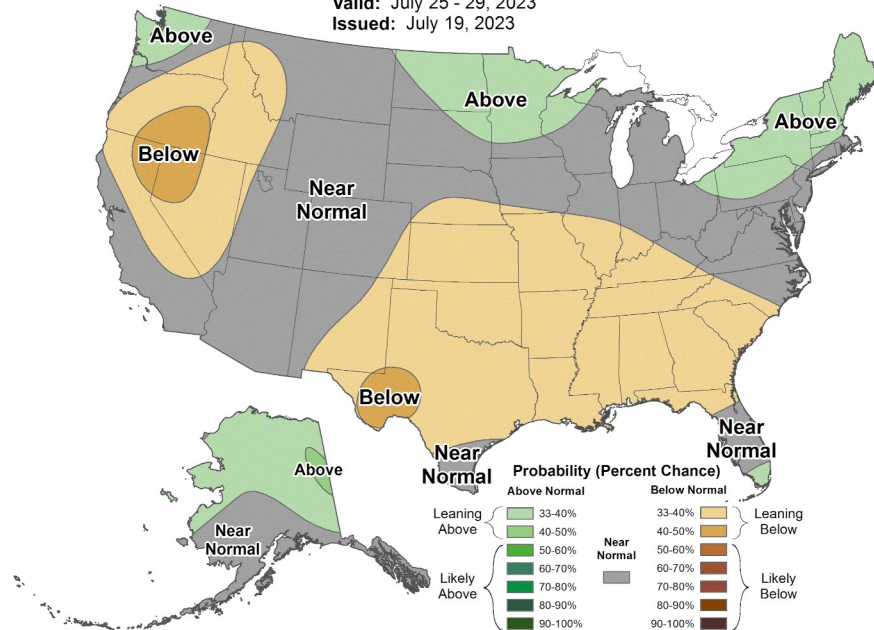 Valid: July 25 - 29, 2023
Issued: July 19, 2023
Above
Above
Above
Below
Near
Normal
Below
Near
Normal
Near
Normal
Above
Near
Normal
Probability (Percent Chance)
Above Normal
Below Normal
Leaning
Above
33-40%
40-50%
50-60%
60-70%
70-80%
80-90%
90-100%
Likely
Above
Near
Normal
33-40%
40-50%
50-60%
60-70%
70-80%
80-90%
90-100%
Leaning
Below
Likely
Below